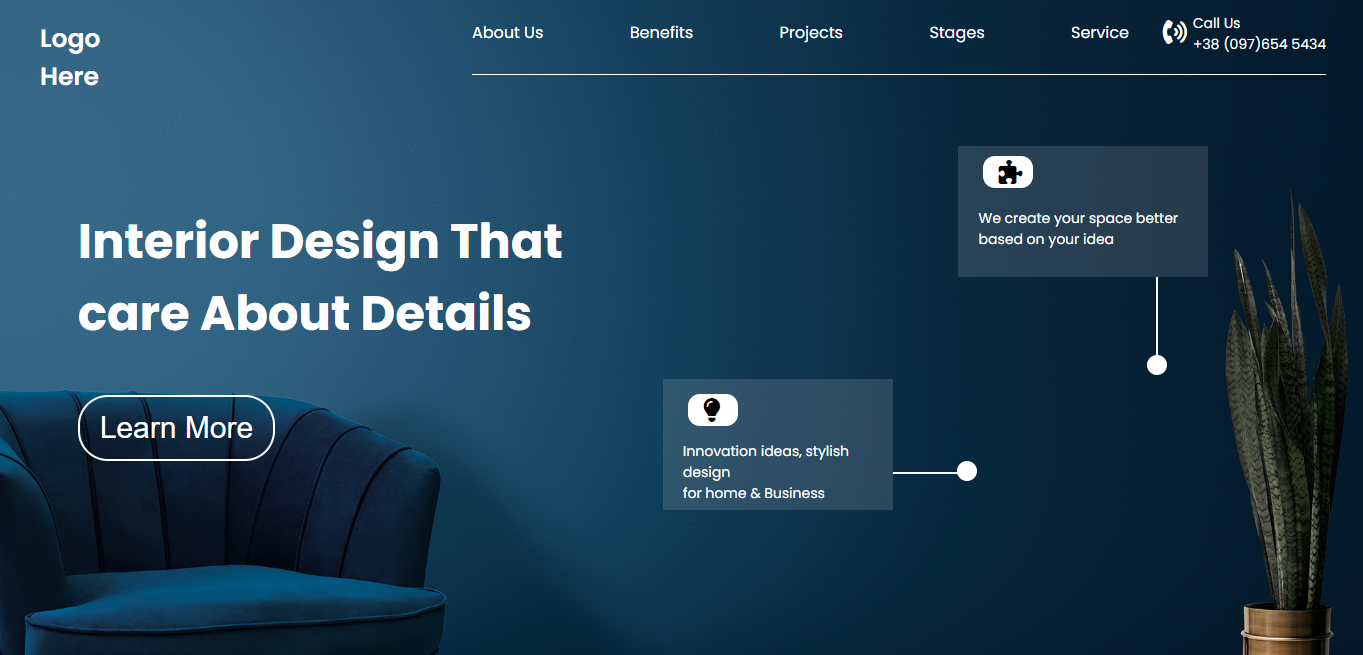 Logo
Here
About Us
Benefits
Projects
Stages
Service
Call Us
+38 (097)654 5434
We create your space better
based on your idea
Interior Design That
care About Details
Learn More
Innovation ideas, stylish
design
for home & Business